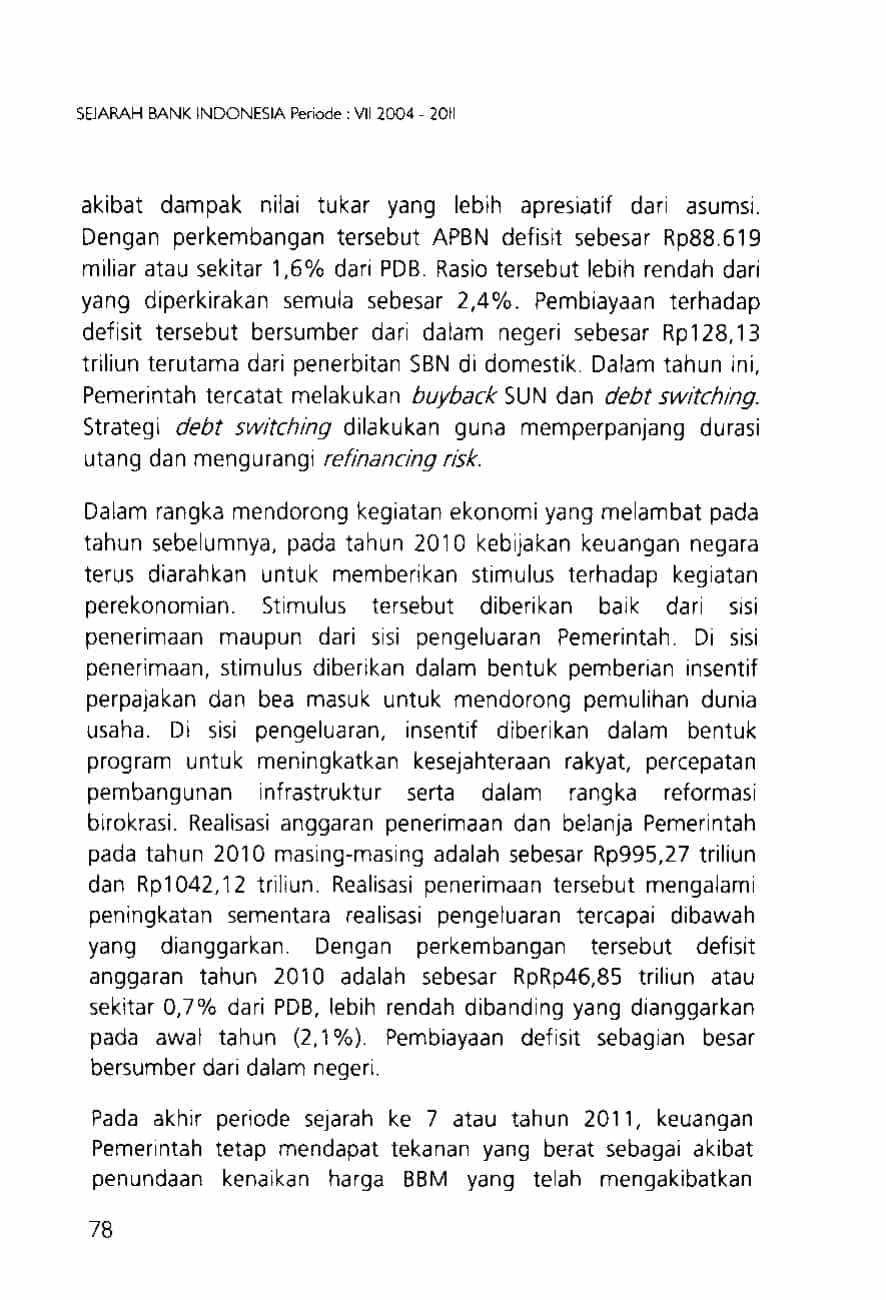 SEJARAH BANK INDONESIA Periode : VII 2004 - 2011
akibat dampak nilai tukar yang lebih apresiatif dari asumsi.
Dengan perkembangan tersebut APBN defisit sebesar Rp88.619
miliar atau sekitar 1,6% dari PDB. Rasio tersebut lebih rendah dari
yang diperkirakan semula sebesar 2,4%. Pembiayaan terhadap
defisit tersebut bersumber dari dalam negeri sebesar Rp128,13
triliun terutama dari penerbitan SBN di domestik. Dalam tahun ini,
Pemerintah tercatat melakukan buyback SUN dan debt switching.
Strategi debt switching dilakukan guna memperpanjang durasi
utang dan mengurangi refinancing risk.
Dalam rangka mendorong kegiatan ekonomi yang melambat pada
tahun sebelumnya, pada tahun 2010 kebijakan keuangan negara
terus diarahkan untuk memberikan stimulus terhadap kegiatan
perekonomian. Stimulus tersebut diberikan baik dari sisi
penerimaan maupun dari sisi pengeluaran Pemerintah. Di sisi
penerimaan, stimulus diberikan dalam bentuk pemberian insentif
perpajakan dan bea masuk untuk mendorong pemulihan dunia
usaha. Di sisi pengeluaran, insentif diberikan dalam bentuk
program untuk meningkatkan kesejahteraan rakyat, percepatan
pembangunan infrastruktur serta dalam rangka reformasi
birokrasi. Realisasi anggaran penerimaan dan belanja Pemerintah
pada tahun 2010 masing-masing adalah sebesar Rp995,27 triliun
dan Rp1042,12 triliun. Realisasi penerimaan tersebut mengalami
peningkatan sementara realisasi pengeluaran tercapai dibawah
yang dianggarkan. Dengan perkembangan tersebut defisit
anggaran tahun 2010 adalah sebesar RpRp46,85 triliun atau
sekitar 0,7% dari PDB, lebih rendah dibanding yang dianggarkan
pada awal tahun (2,1%). Pembiayaan defisit sebagian besar
bersumber dari dalam negeri.
Pada akhir periode sejarah ke 7 atau tahun 2011, keuangan
Pemerintah tetap mendapat tekanan yang berat sebagai akibat
penundaan kenaikan harga BBM yang telah mengakibatkan
78